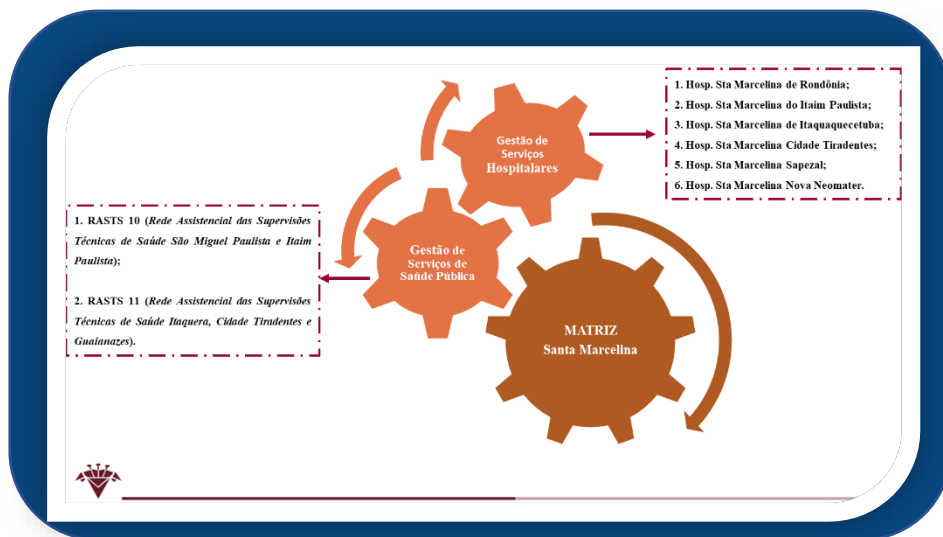 1. Hosp. Sta Marcelina de Rondônia;
2. Hosp. Sta Marcelina do Itaim Paulista;
3. Hosp. Sta Marcelina de Itaquaquecetuba;
4. Hosp. Sta Marcelina Cidade Tiradentes;
5. Hosp. Sta Marcelina Sapezal;
6. Hosp. Sta Marcelina Nova Neomater.
Gestão de
Serviços
Hospitalares
1. RASTS 10 (Rede Assistencial das Supervisões
Técnicas de Saúde São Miguel Paulista e Itaim
Paulista);
2. RASTS 11 (Rede Assistencial das Supervisões
Técnicas de Saúde Itaquera, Cidade Tiradentes e
Guaianazes).
Gestão de
Serviços de
Saúde Pública
MATRIZ
Santa Marcelina